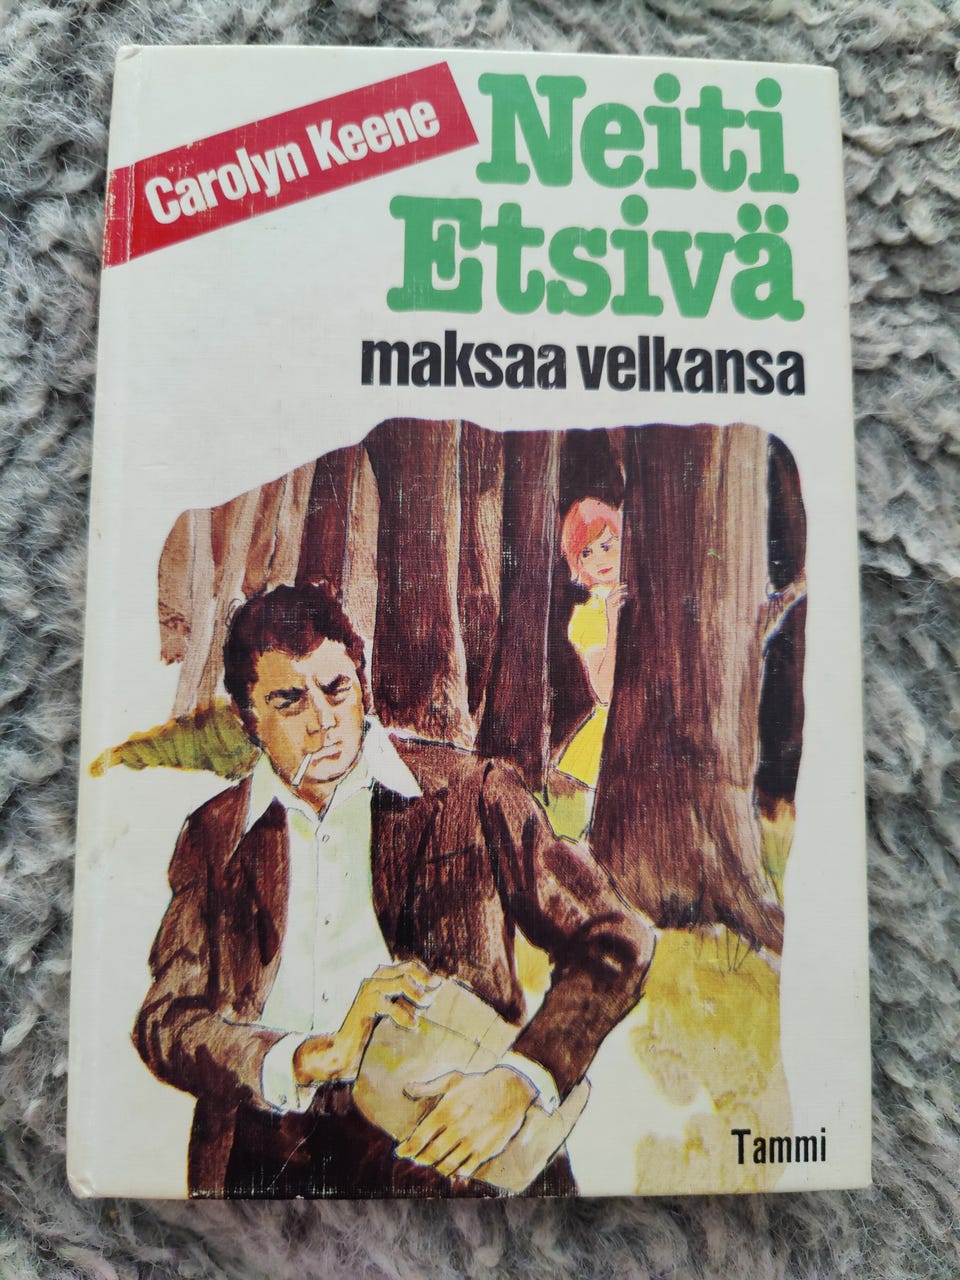 Carolyn Keene
Neiti
Etsivä
maksaa velkansa
Tammi